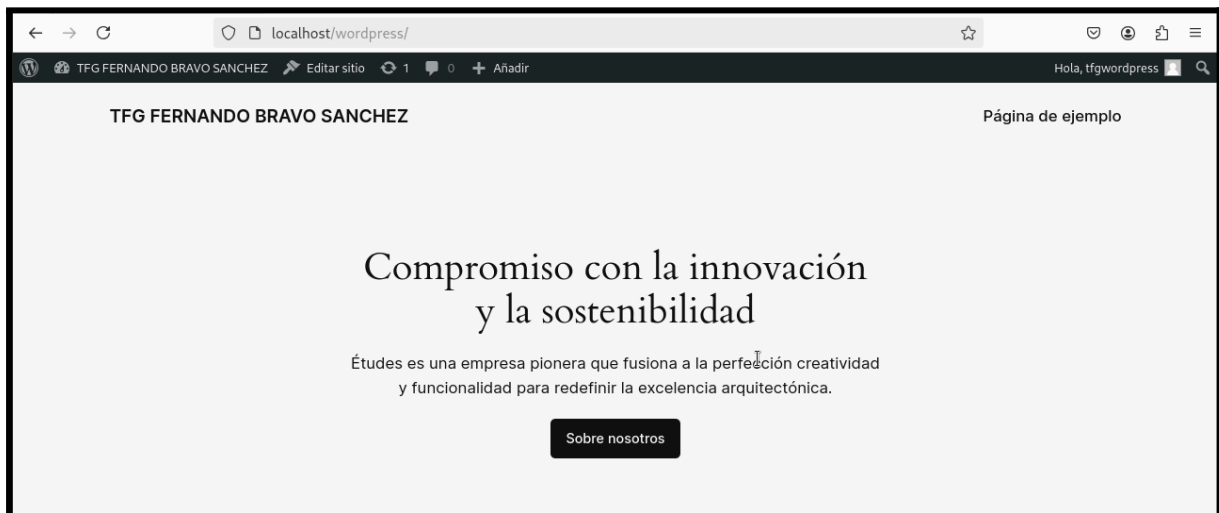 localhost/wordpress/
TFG FERNANDO BRAVO SANCHEZ Editar sitio 1 0 Añadir Hola, tfgwordpress
TFG FERNANDO BRAVO SANCHEZ Página de ejemplo
Compromiso con la innovación
y la sostenibilidad
Études es una empresa pionera que fusiona a la perfección creatividad
y funcionalidad para redefinir la excelencia arquitectónica.
Sobre nosotros